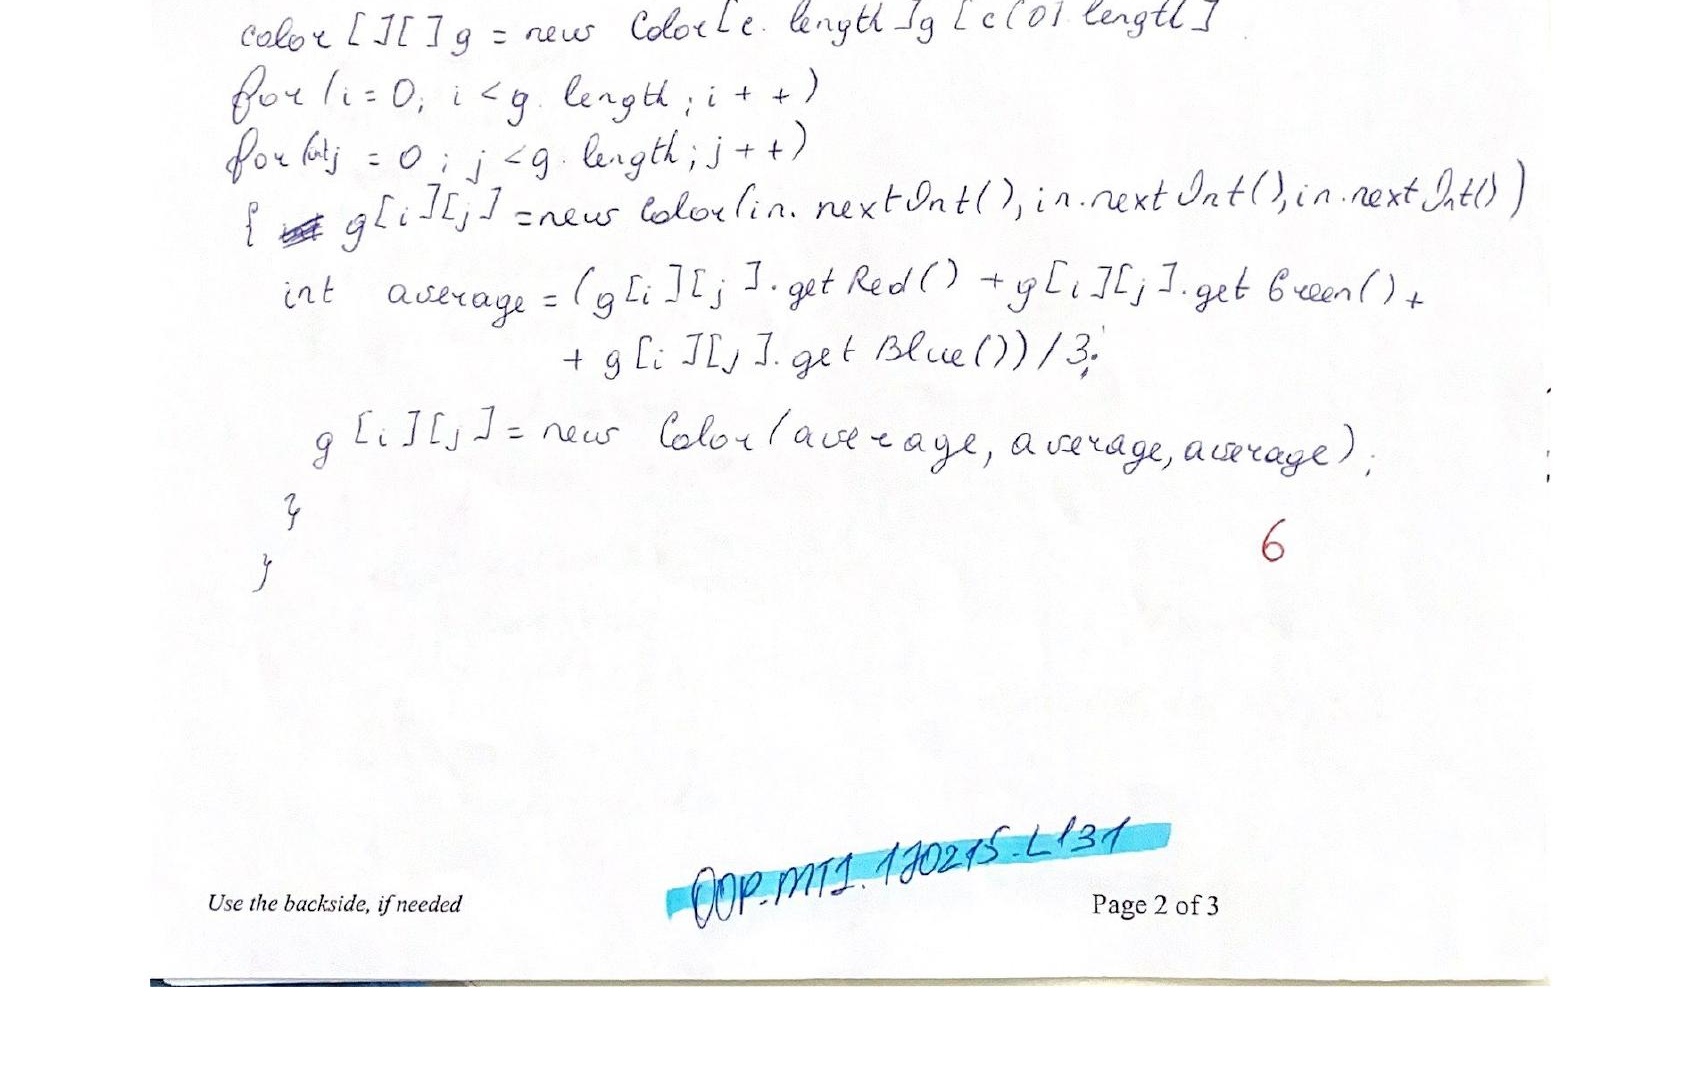 color [][] g = new Color[c.length]g[c[0].length]
for (i = 0; i < g.length; i++)
for (int j = 0; j < g.length; j++)
{ g[i][j] = new Color(in.nextInt(), in.nextInt(), in.nextInt())
int average = (g[i][j].getRed() + g[i][j].getGreen() +
+ g[i][j].getBlue())/3;
g[i][j] = new Color(average, average, average);
}
}
6
OOP.MT1.170215.L131
Use the backside, if needed
Page 2 of 3